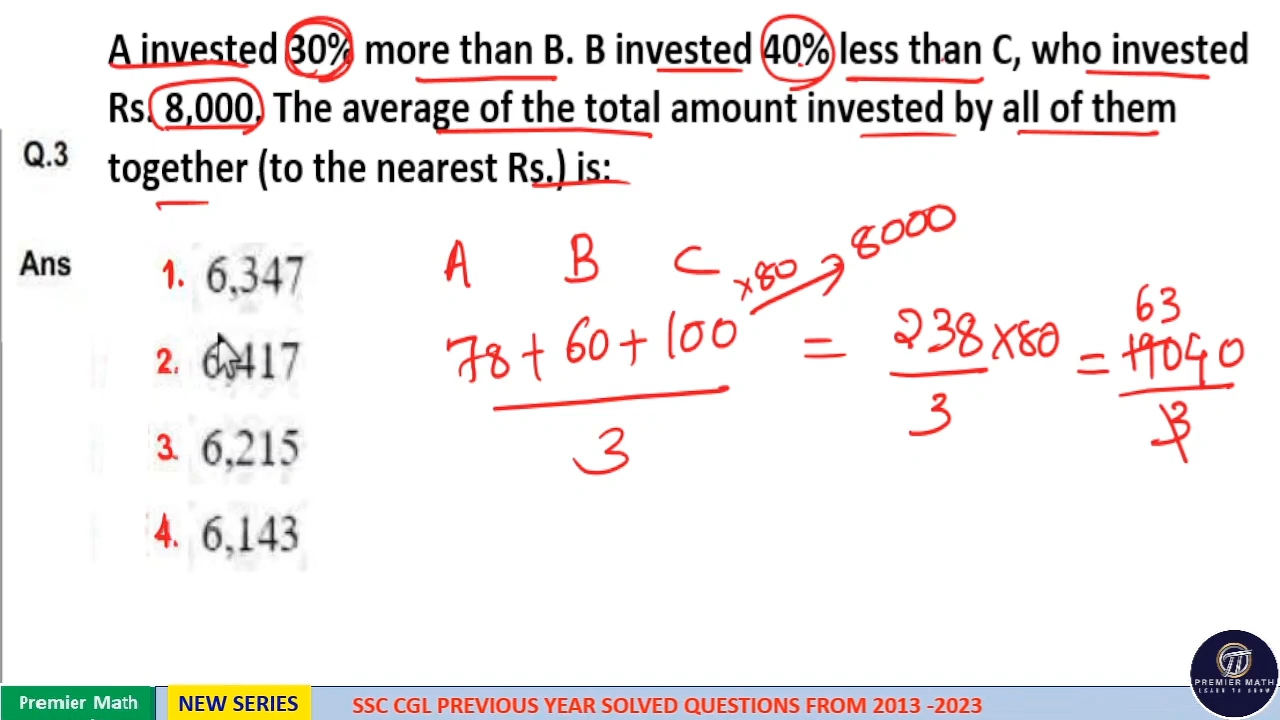 A invested 30% more than B. B invested 40% less than C, who invested
Rs. 8,000. The average of the total amount invested by all of them
Q.3
together (to the nearest Rs.) is:
Ans
1. 6,347
2. 6,417
3. 6,215
4. 6,143
A B C ×80 → 8000
78 + 60 + 100 = 238 ×80 = 19040
3 3 3
63
PREMIER MATH
LEARN TO GROW
Premier Math
NEW SERIES
SSC CGL PREVIOUS YEAR SOLVED QUESTIONS FROM 2013 -2023